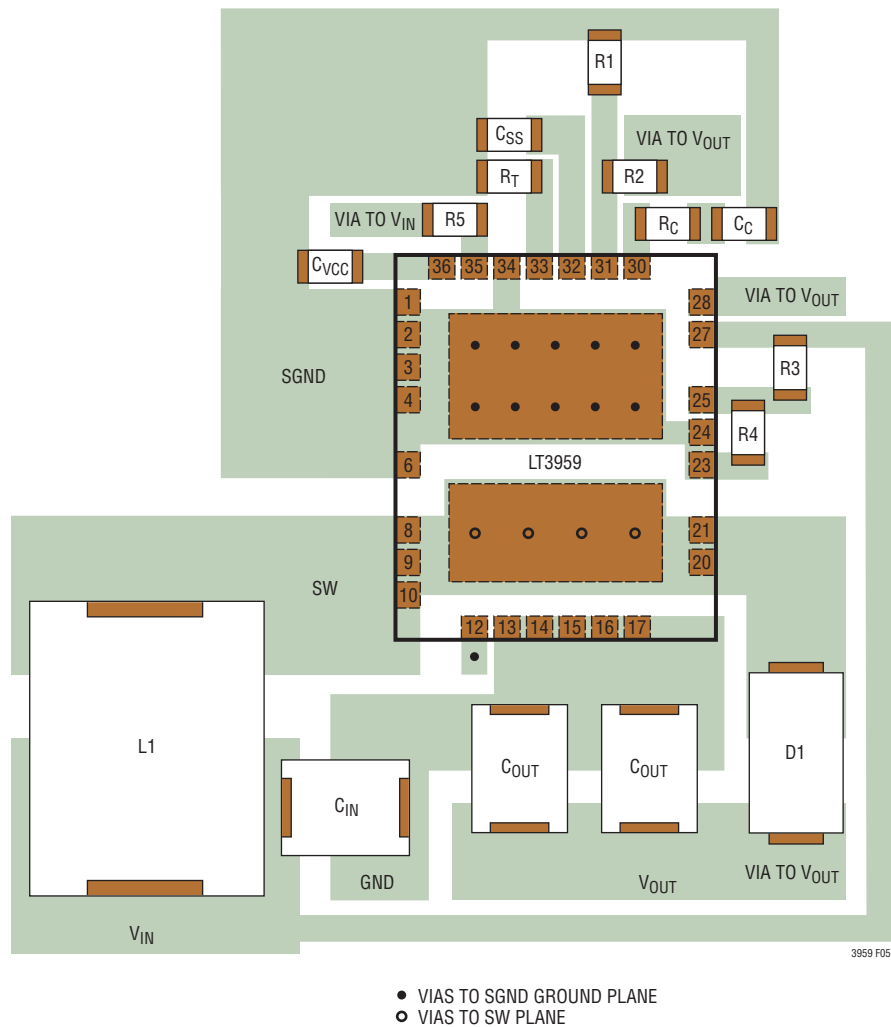 R1
CSS
VIA TO VOUT
RT
R2
VIA TO VIN
R5
RC
CC
CVCC
36 35 34 33 32 31 30
1
28
VIA TO VOUT
2
27
3
R3
SGND
4
25
24
R4
6
LT3959
23
8
21
9
20
SW
10
12 13 14 15 16 17
L1
D1
COUT
COUT
CIN
GND
VOUT
VIA TO VOUT
VIN
3959 F05
VIAS TO SGND GROUND PLANE
VIAS TO SW PLANE